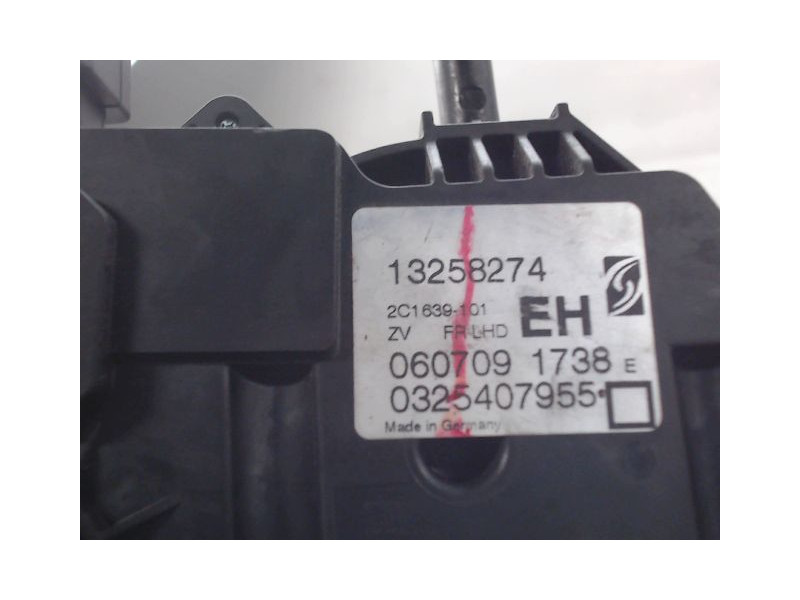 13258274
2C1639-101
ZV FR-LHD EH
060709 1738 E
0325407955
Made in Germany